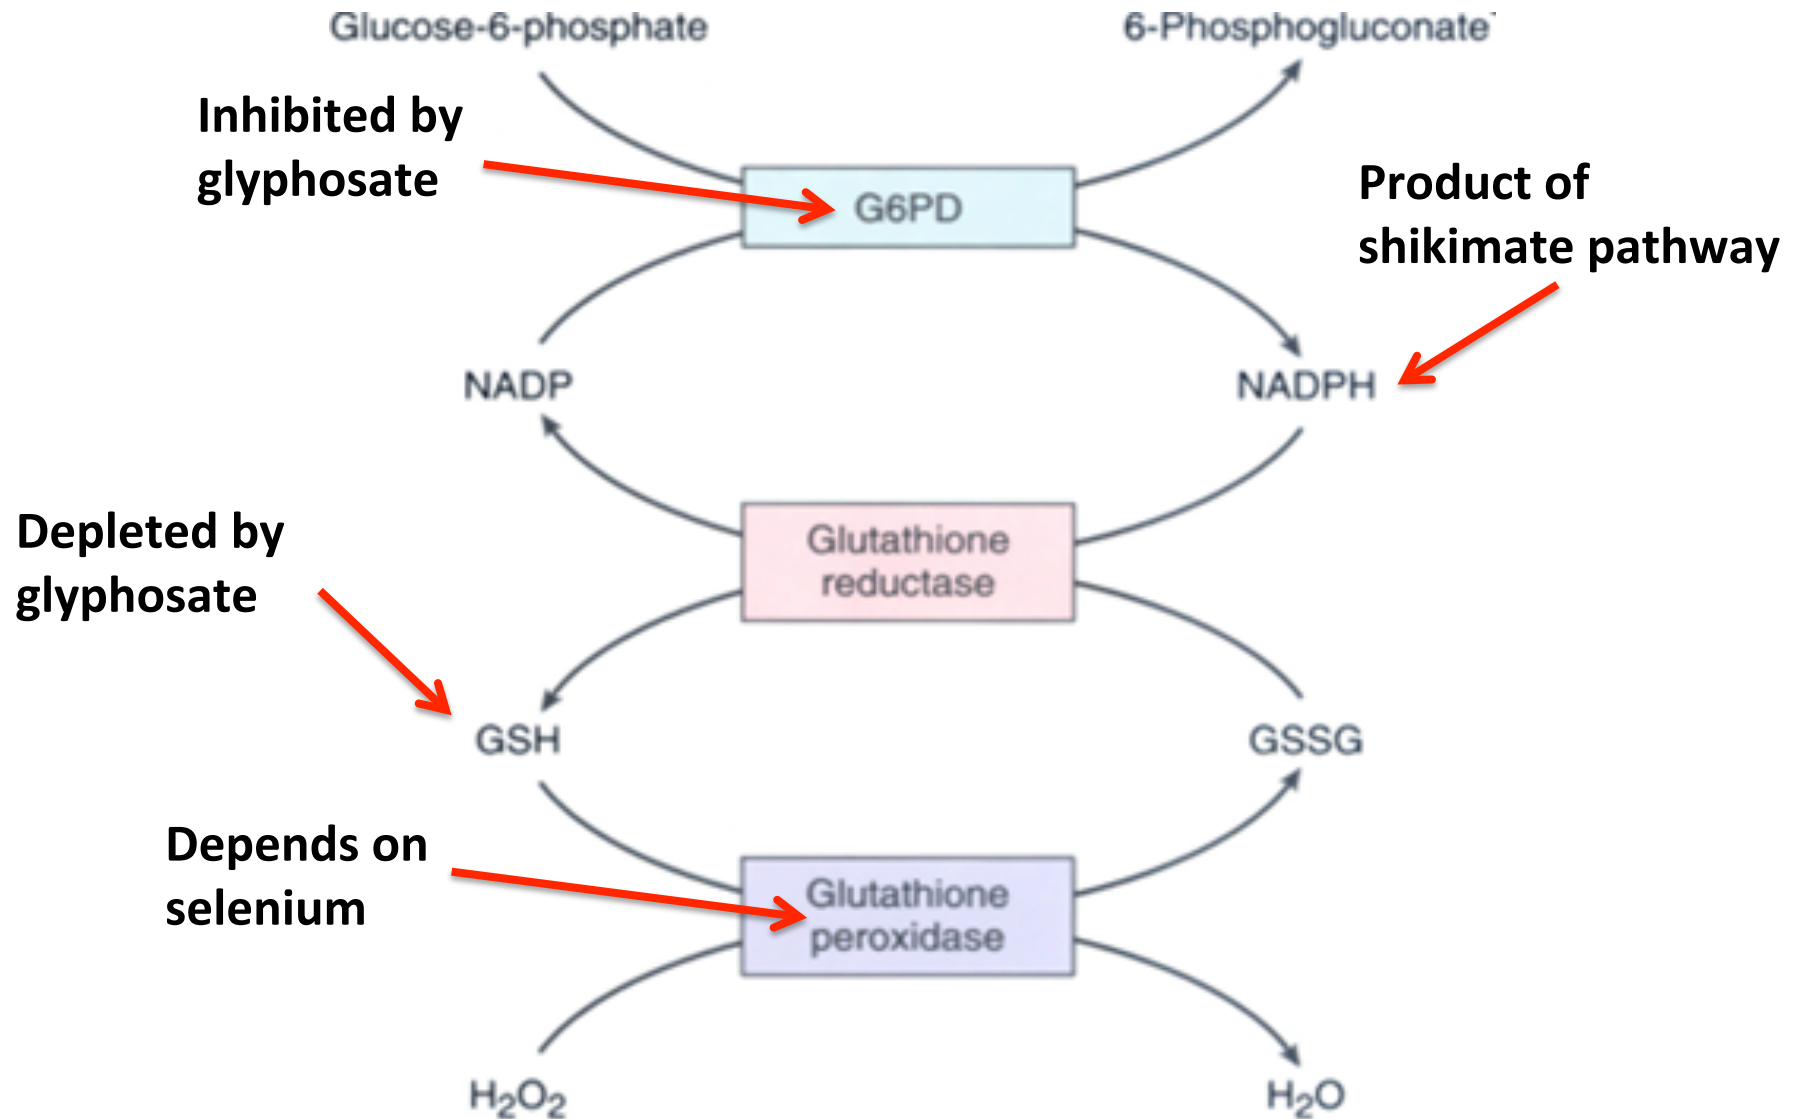 Glucose-6-phosphate
6-Phosphogluconate
Inhibited by
glyphosate
G6PD
Product of
shikimate pathway
NADP
NADPH
Depleted by
glyphosate
Glutathione
reductase
GSH
GSSG
Depends on
selenium
Glutathione
peroxidase
H₂O₂
H₂O